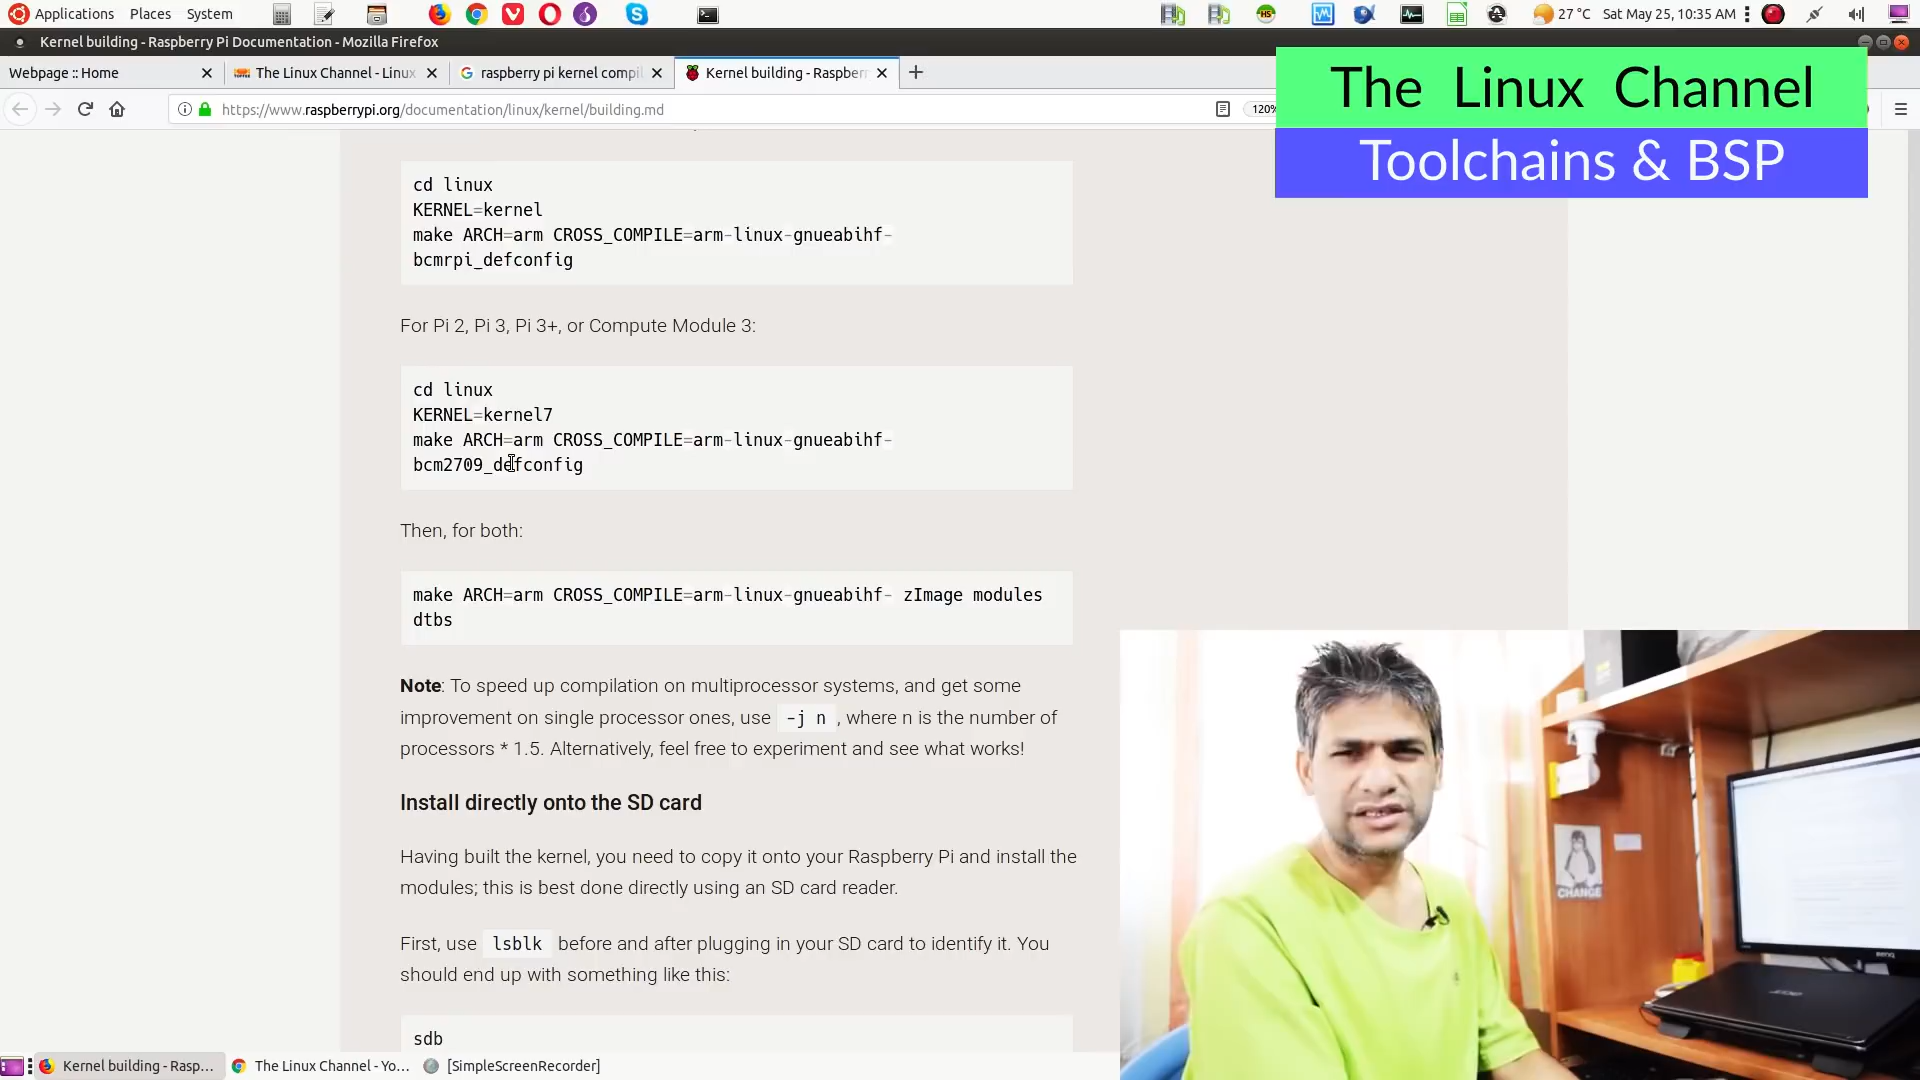 Applications Places System
27 °C Sat May 25, 10:35 AM
Kernel building - Raspberry Pi Documentation - Mozilla Firefox
Webpage :: Home
The Linux Channel - Linux
raspberry pi kernel compil
Kernel building - Raspber
https://www.raspberrypi.org/documentation/linux/kernel/building.md
120%
The Linux Channel
Toolchains & BSP
cd linux
KERNEL=kernel
make ARCH=arm CROSS_COMPILE=arm-linux-gnueabihf-
bcmrpi_defconfig
For Pi 2, Pi 3, Pi 3+, or Compute Module 3:
cd linux
KERNEL=kernel7
make ARCH=arm CROSS_COMPILE=arm-linux-gnueabihf-
bcm2709_defconfig
Then, for both:
make ARCH=arm CROSS_COMPILE=arm-linux-gnueabihf- zImage modules
dtbs
Note: To speed up compilation on multiprocessor systems, and get some
improvement on single processor ones, use -j n , where n is the number of
processors * 1.5. Alternatively, feel free to experiment and see what works!
Install directly onto the SD card
Having built the kernel, you need to copy it onto your Raspberry Pi and install the
modules; this is best done directly using an SD card reader.
First, use lsblk before and after plugging in your SD card to identify it. You
should end up with something like this:
sdb
CHANGE
BenQ
acer
Kernel building - Rasp...
The Linux Channel - Yo...
[SimpleScreenRecorder]